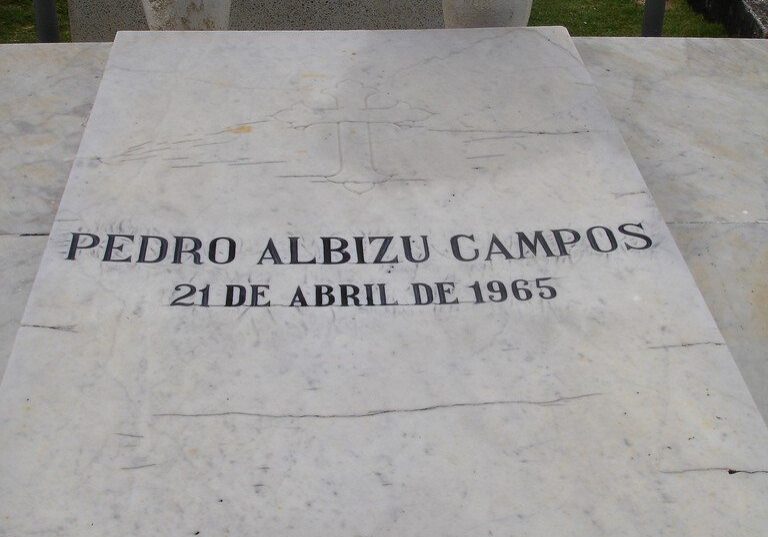 PEDRO ALBIZU CAMPOS
21 DE ABRIL DE 1965